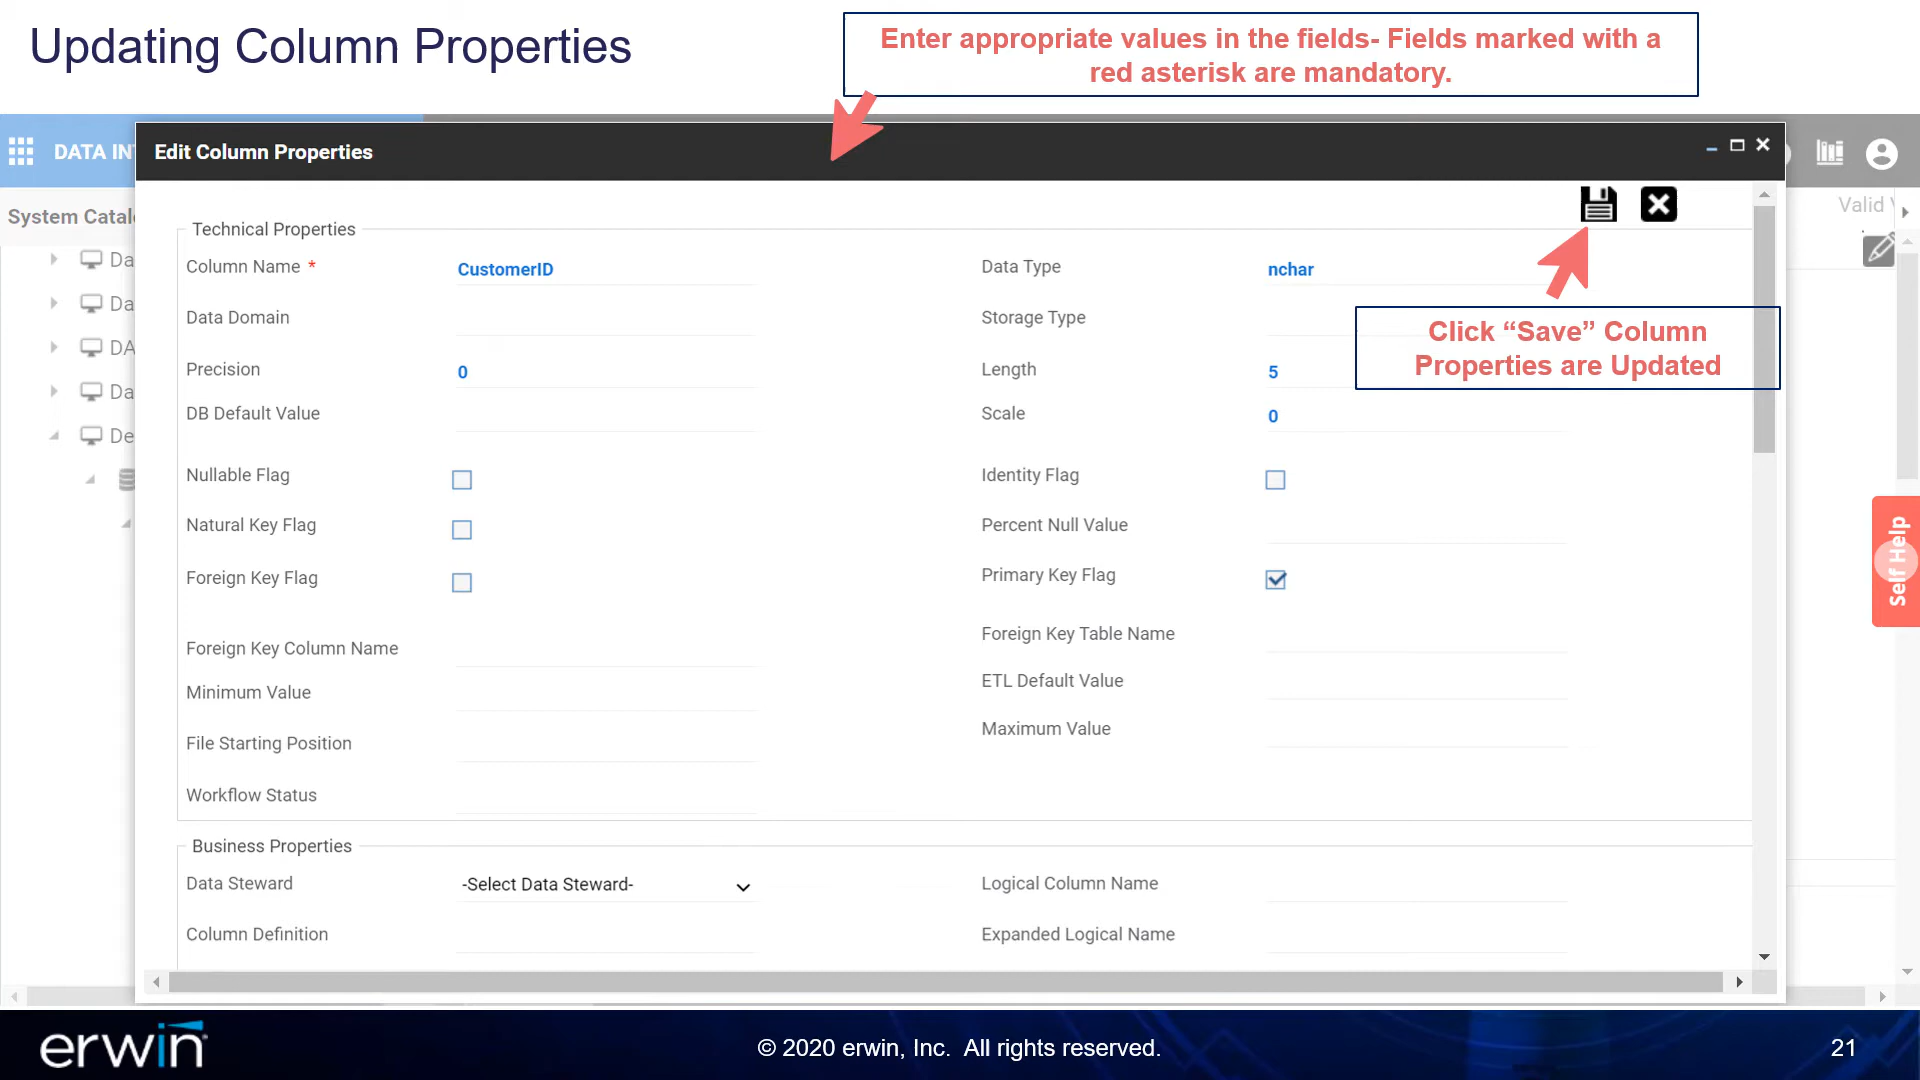 Updating Column Properties
Enter appropriate values in the fields- Fields marked with a
red asterisk are mandatory.
DATA IN
Edit Column Properties
System Catal
Valid
Technical Properties
Column Name *
CustomerID
Data Type
nchar
Da
Data Domain
Storage Type
Da
Click “Save” Column
Properties are Updated
Precision
0
Length
5
DA
DB Default Value
Scale
0
Da
De
Nullable Flag
Identity Flag
Natural Key Flag
Percent Null Value
Foreign Key Flag
Primary Key Flag
Self Help
Foreign Key Column Name
Foreign Key Table Name
Minimum Value
ETL Default Value
File Starting Position
Maximum Value
Workflow Status
Business Properties
Data Steward
-Select Data Steward-
Logical Column Name
Column Definition
Expanded Logical Name
erwin
© 2020 erwin, Inc.  All rights reserved.
21